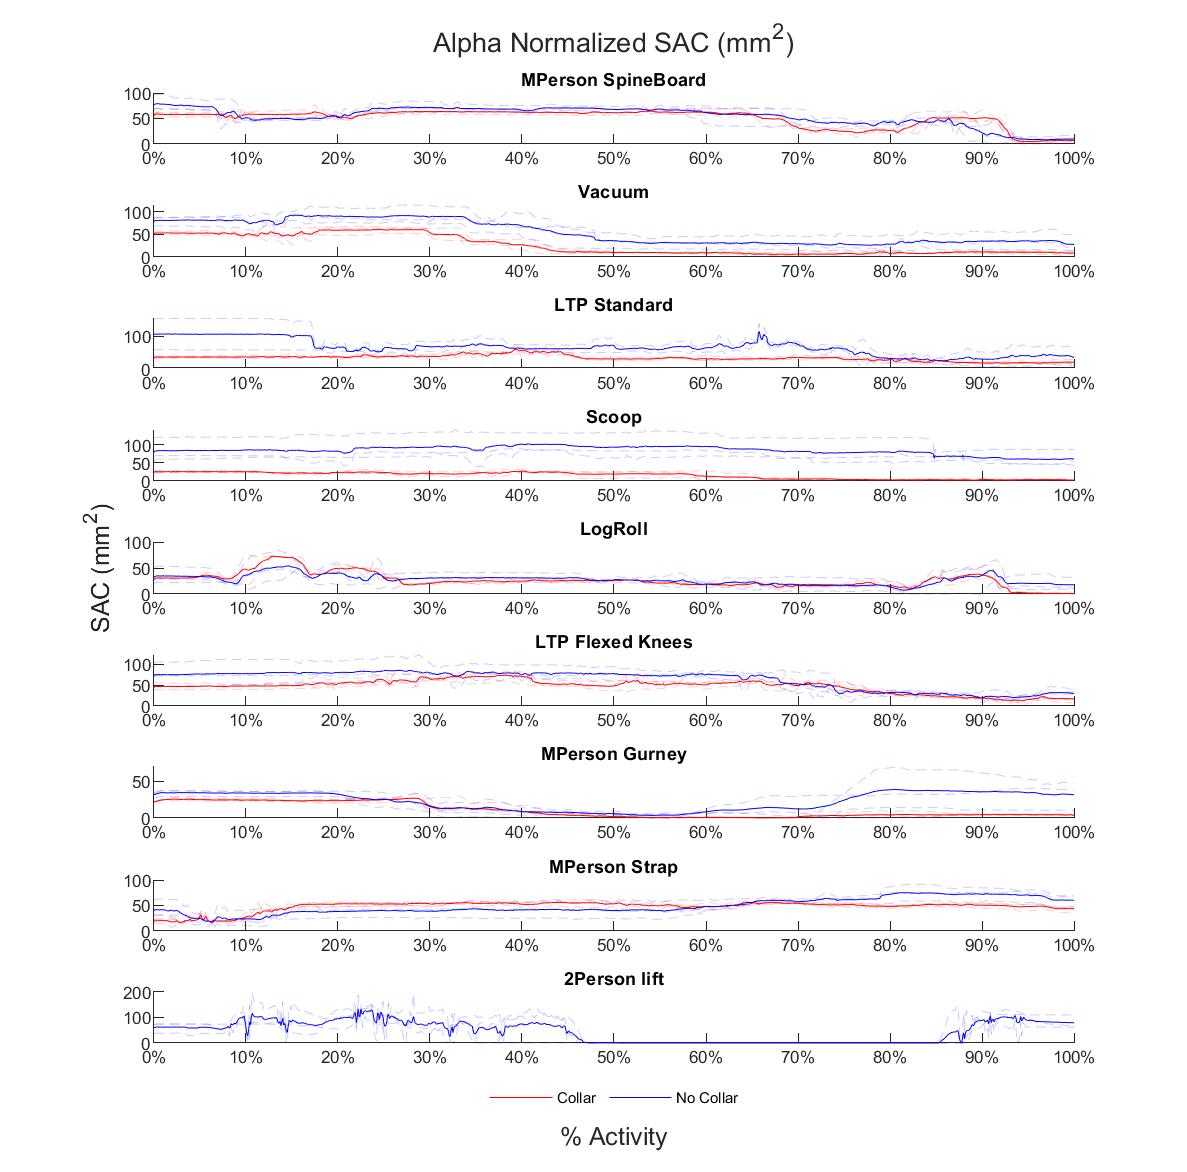 Alpha Normalized SAC (mm²)
MPerson SpineBoard
100
50
0
0% 10% 20% 30% 40% 50% 60% 70% 80% 90% 100%
Vacuum
100
50
0
0% 10% 20% 30% 40% 50% 60% 70% 80% 90% 100%
LTP Standard
100
0
0% 10% 20% 30% 40% 50% 60% 70% 80% 90% 100%
Scoop
100
50
0
0% 10% 20% 30% 40% 50% 60% 70% 80% 90% 100%
SAC (mm²)
LogRoll
100
50
0
0% 10% 20% 30% 40% 50% 60% 70% 80% 90% 100%
LTP Flexed Knees
100
50
0
0% 10% 20% 30% 40% 50% 60% 70% 80% 90% 100%
MPerson Gurney
50
0
0% 10% 20% 30% 40% 50% 60% 70% 80% 90% 100%
MPerson Strap
100
50
0
0% 10% 20% 30% 40% 50% 60% 70% 80% 90% 100%
2Person lift
200
100
0
0% 10% 20% 30% 40% 50% 60% 70% 80% 90% 100%
Collar No Collar
% Activity